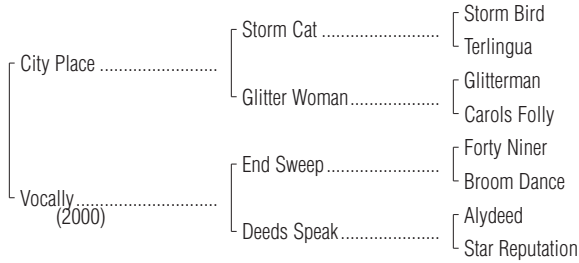 Storm Bird
Storm Cat ..............................
Terlingua
City Place ..............................
Glitterman
Glitter Woman.......................
Carols Folly
Forty Niner
End Sweep.............................
Broom Dance
Vocally....................................
(2000)
Alydeed
Deeds Speak.........................
Star Reputation